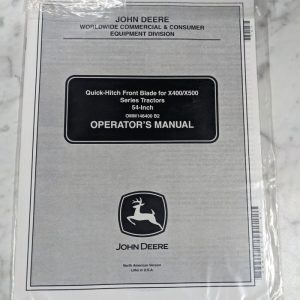 JOHN DEERE
WORLDWIDE COMMERCIAL & CONSUMER
EQUIPMENT DIVISION
Quick-Hitch Front Blade for X400/X500
Series Tractors
54-Inch
OMM146400 B2
OPERATOR'S MANUAL
JOHN DEERE
North American Version
Litho in U.S.A.